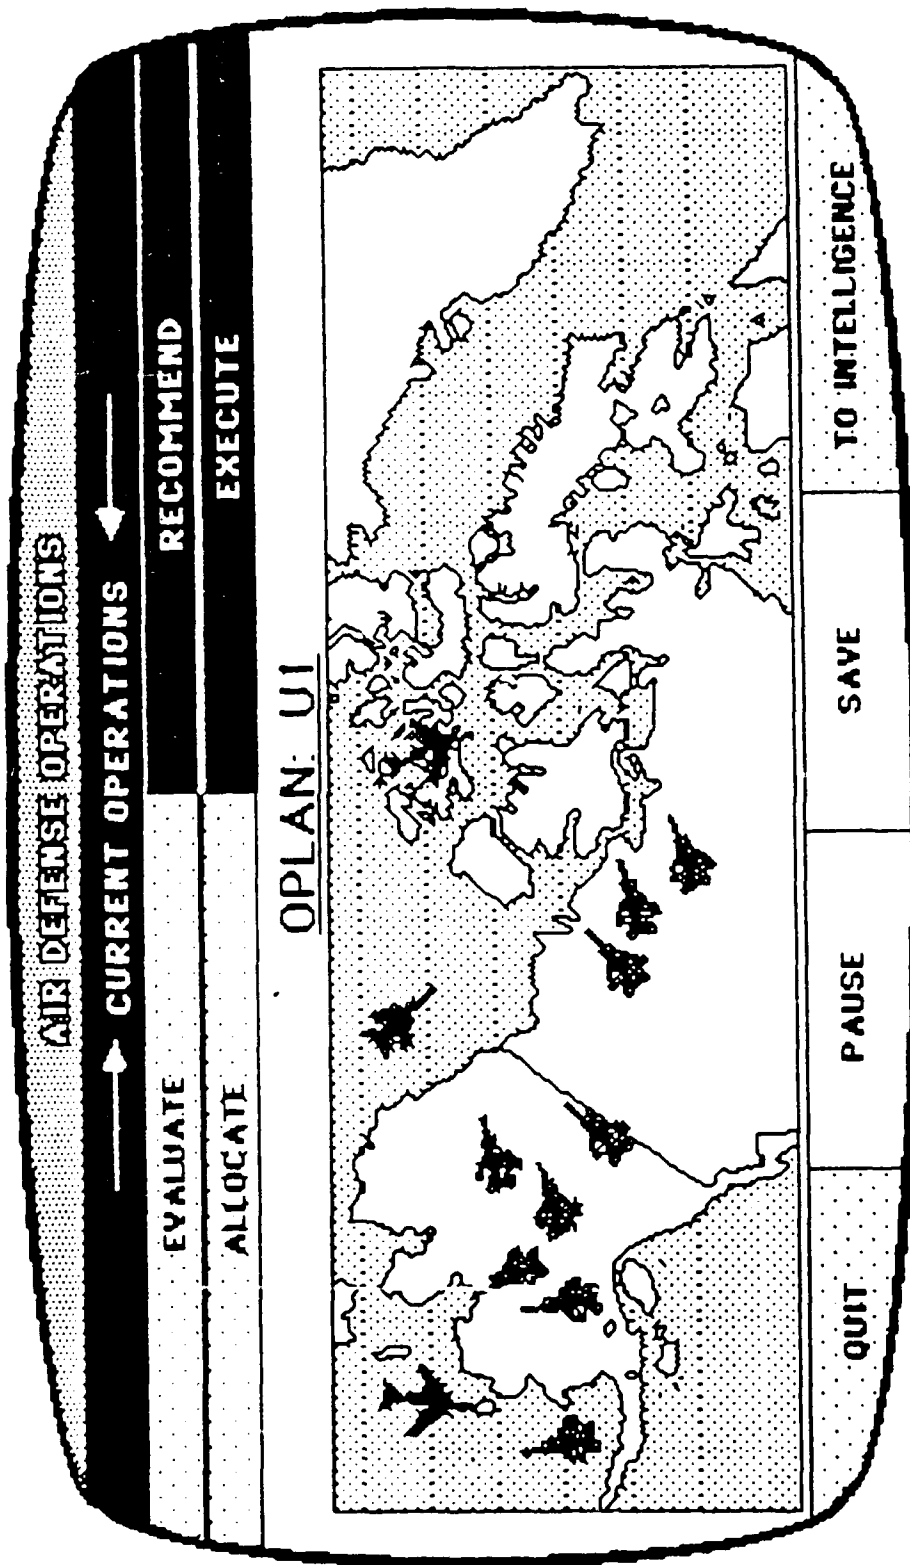 AIR DEFENSE OPERATIONS
CURRENT OPERATIONS
EVALUATE
RECOMMEND
ALLOCATE
EXECUTE
OPLAN: U1
QUIT
PAUSE
SAVE
TO INTELLIGENCE